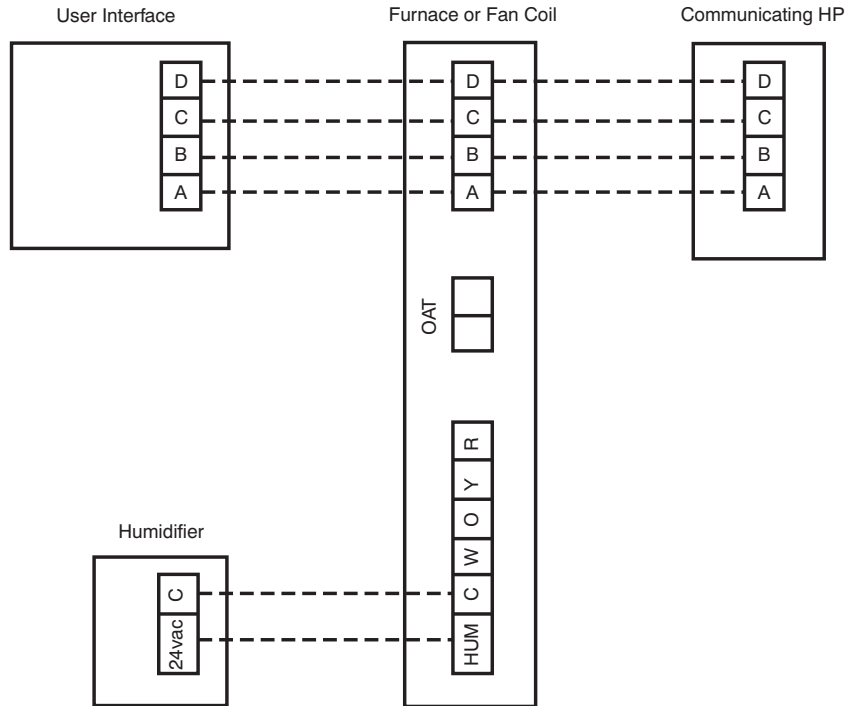 User Interface
Furnace or Fan Coil
Communicating HP
D
C
B
A
D
C
B
A
D
C
B
A
OAT
R
Y
O
W
C
HUM
Humidifier
C
24vac